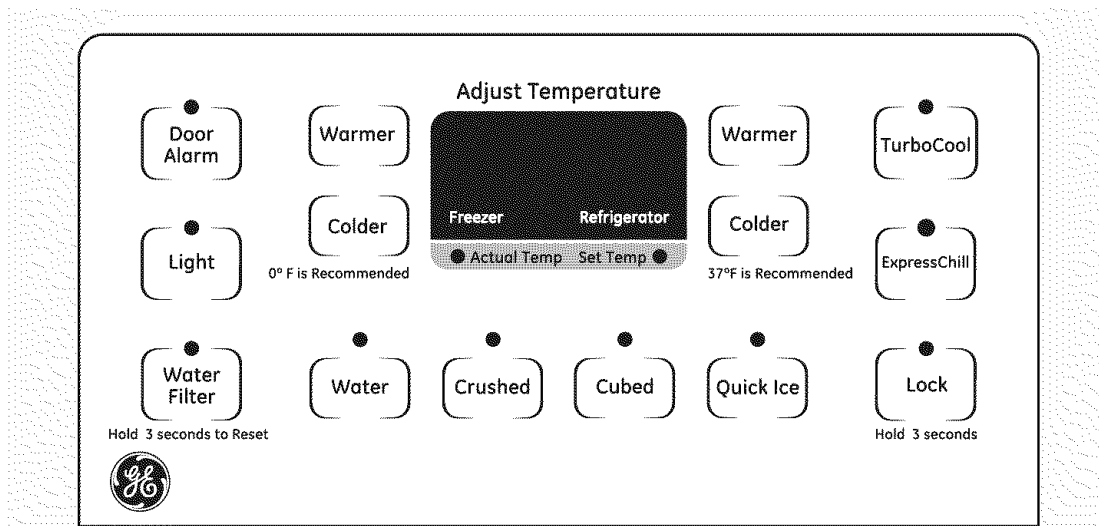 Adjust Temperature
Door
Alarm
Warmer
Warmer
TurboCool
Freezer
Refrigerator
Colder
Colder
Light
Actual Temp
Set Temp
ExpressChill
0° F is Recommended
37°F is Recommended
Water
Filter
Water
Crushed
Cubed
Quick Ice
Lock
Hold 3 seconds to Reset
Hold 3 seconds
GE